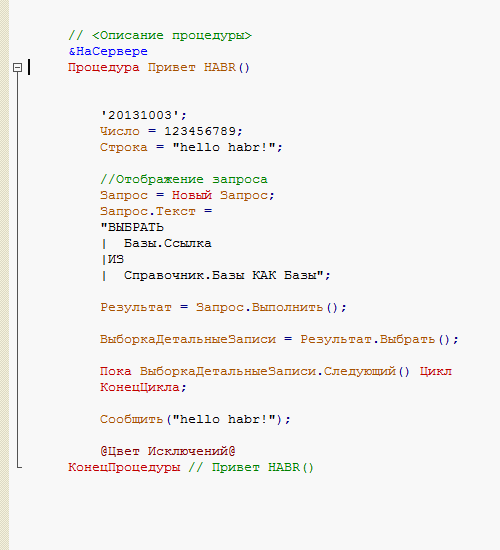 // <Описание процедуры>
&НаСервере
Процедура Привет HABR()
'20131003';
Число = 123456789;
Строка = "hello habr!";
//Отображение запроса
Запрос = Новый Запрос;
Запрос.Текст =
"ВЫБРАТЬ
|  Базы.Ссылка
|ИЗ
|  Справочник.Базы КАК Базы";
Результат = Запрос.Выполнить();
ВыборкаДетальныеЗаписи = Результат.Выбрать();
Пока ВыборкаДетальныеЗаписи.Следующий() Цикл
КонецЦикла;
Сообщить("hello habr!");
@Цвет Исключений@
КонецПроцедуры // Привет HABR()